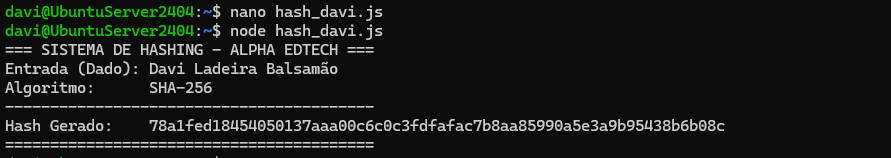 davi@UbuntuServer2404:~$ nano hash_davi.js
davi@UbuntuServer2404:~$ node hash_davi.js
=== SISTEMA DE HASHING - ALPHA EDTECH ===
Entrada (Dado): Davi Ladeira Balsamão
Algoritmo:      SHA-256
-----------------------------------------
Hash Gerado:    78a1fed18454050137aaa00c6c0c3fdfafac7b8aa85990a5e3a9b95438b6b08c
=========================================